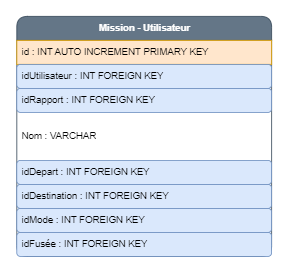 Mission - Utilisateur
id : INT AUTO INCREMENT PRIMARY KEY
idUtilisateur : INT FOREIGN KEY
idRapport : INT FOREIGN KEY
Nom : VARCHAR
idDepart : INT FOREIGN KEY
idDestination : INT FOREIGN KEY
idMode : INT FOREIGN KEY
idFusée : INT FOREIGN KEY